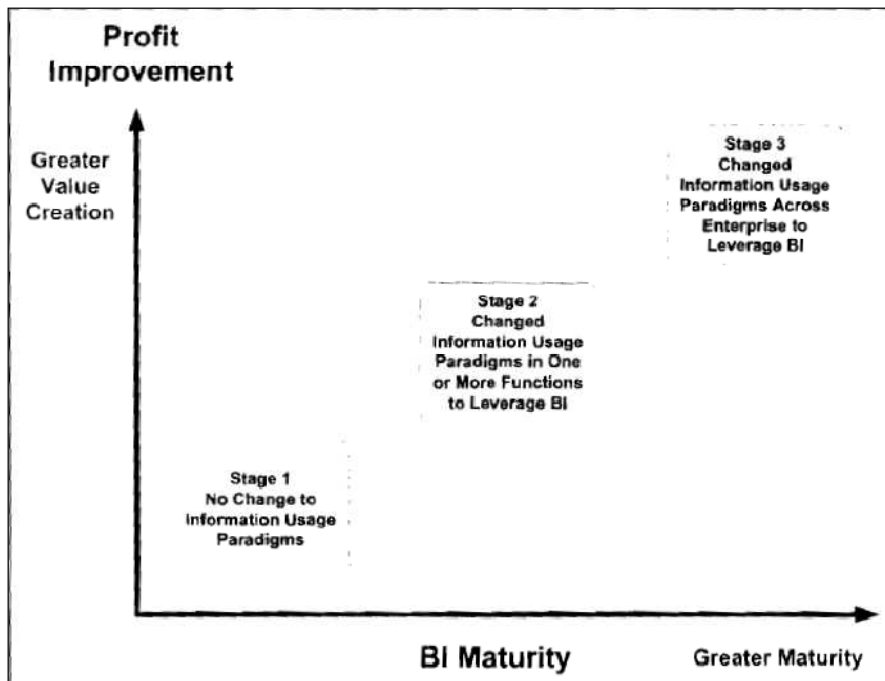 Profit
Improvement
Greater
Value
Creation
Stage 3
Changed
Information Usage
Paradigms Across
Enterprise to
Leverage BI
Stage 2
Changed
Information Usage
Paradigms in One
or More Functions
to Leverage BI
Stage 1
No Change to
Information Usage
Paradigms
BI Maturity
Greater Maturity